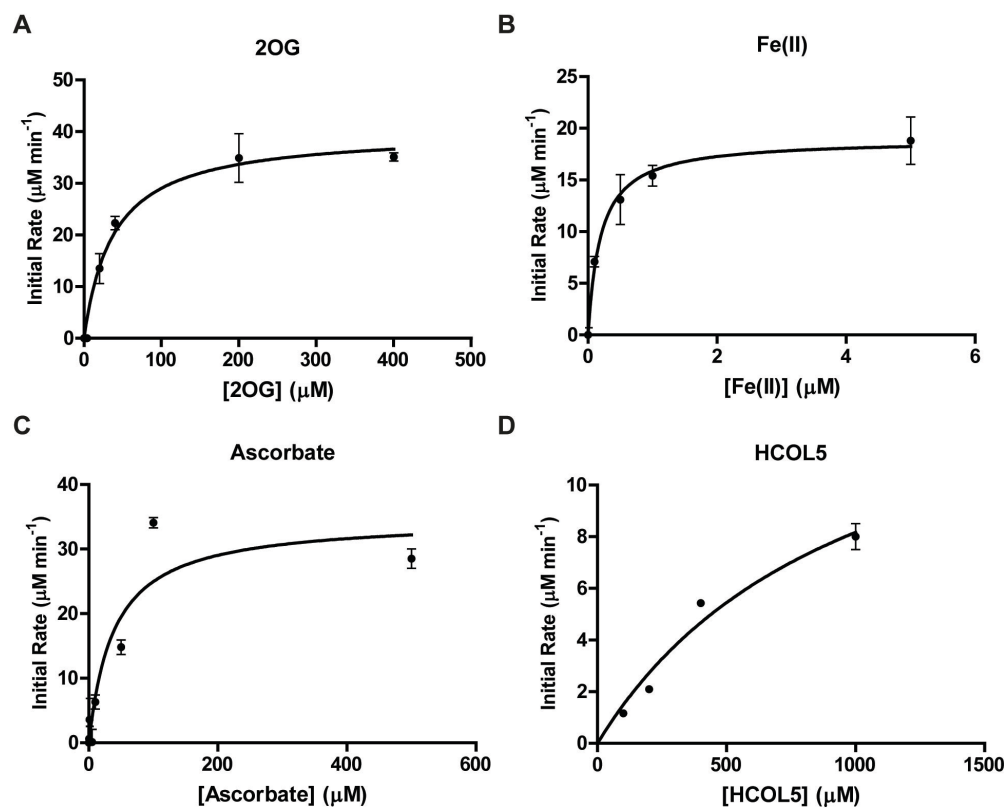 A
2OG
Initial Rate (µM min⁻¹)
50
40
30
20
10
0
0 100 200 300 400 500
[2OG] (µM)
B
Fe(II)
Initial Rate (µM min⁻¹)
25
20
15
10
5
0
0 2 4 6
[Fe(II)] (µM)
C
Ascorbate
Initial Rate (µM min⁻¹)
40
30
20
10
0
0 200 400 600
[Ascorbate] (µM)
D
HCOL5
Initial Rate (µM min⁻¹)
10
8
6
4
2
0
0 500 1000 1500
[HCOL5] (µM)